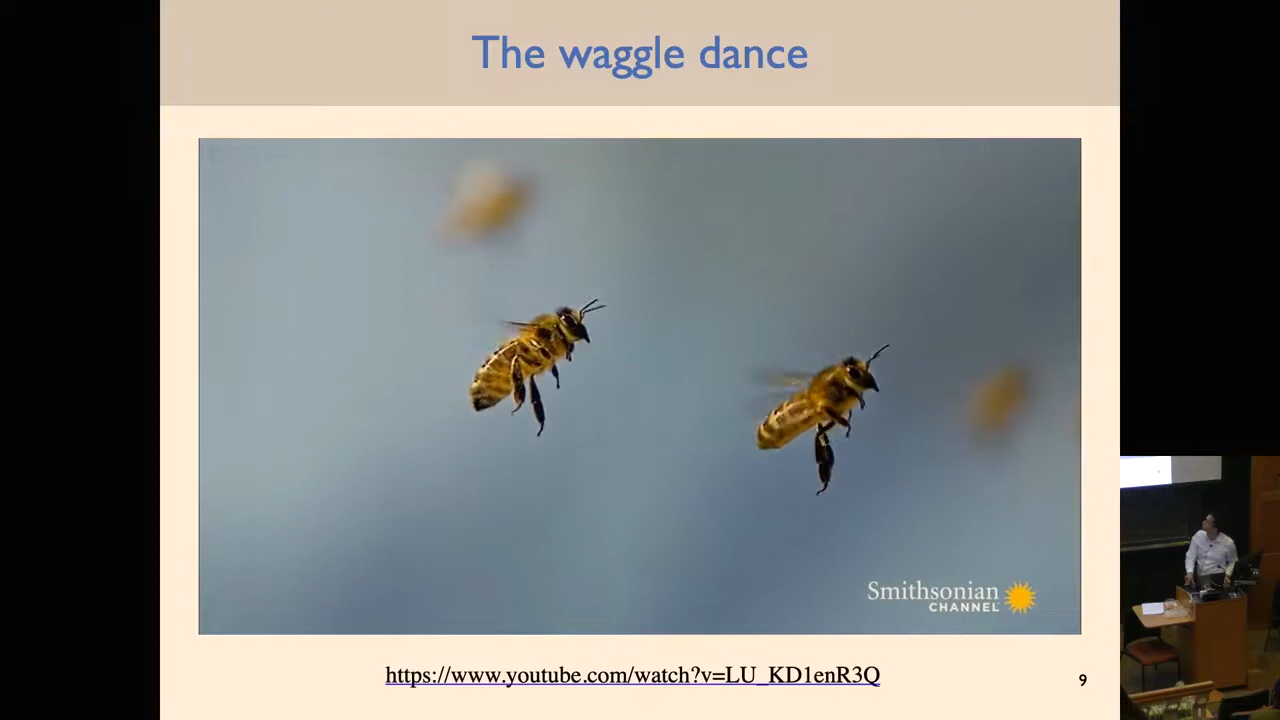 The waggle dance
Smithsonian
CHANNEL
https://www.youtube.com/watch?v=LU_KD1enR3Q
9